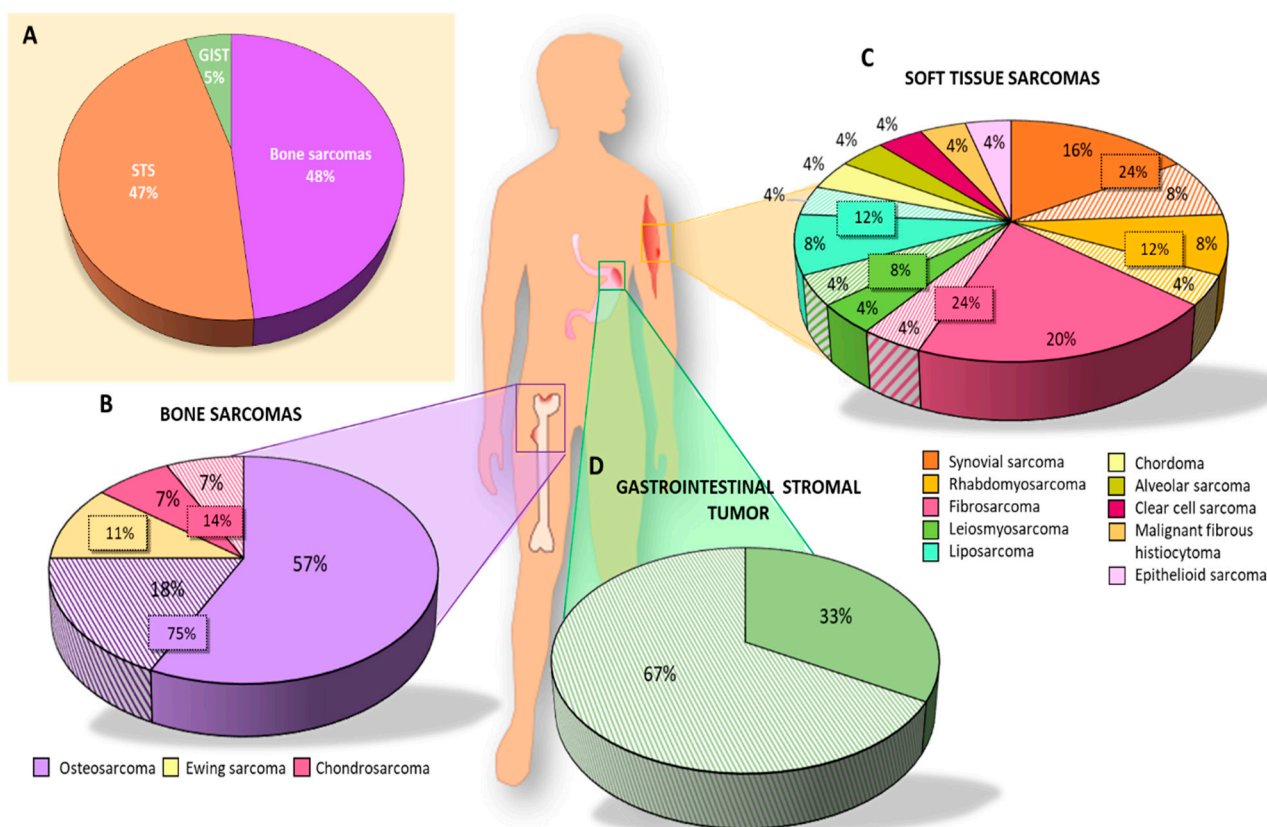 A
GIST
5%
STS
47%
Bone sarcomas
48%
B
BONE SARCOMAS
7%
7%
14%
11%
57%
18%
75%
Osteosarcoma
Ewing sarcoma
Chondrosarcoma
C
SOFT TISSUE SARCOMAS
4%
4%
4%
16%
4%
24%
4%
8%
4%
12%
8%
12%
8%
8%
4%
4%
4%
24%
4%
20%
Synovial sarcoma
Rhabdomyosarcoma
Fibrosarcoma
Leiosmyosarcoma
Liposarcoma
Chordoma
Alveolar sarcoma
Clear cell sarcoma
Malignant fibrous
histiocytoma
Epithelioid sarcoma
D
GASTROINTESTINAL STROMAL
TUMOR
33%
67%